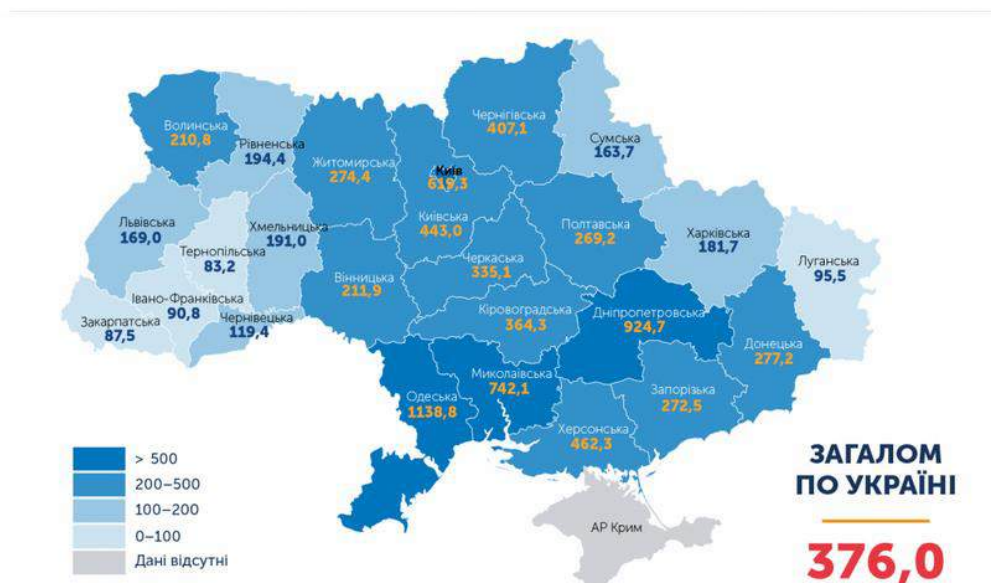 Волинська
210,8
Рівненська
194,4
Житомирська
274,4
Київ
619,3
Київська
443,0
Чернігівська
407,1
Сумська
163,7
Львівська
169,0
Тернопільська
83,2
Хмельницька
191,0
Вінницька
211,9
Черкаська
335,1
Полтавська
269,2
Харківська
181,7
Луганська
95,5
Івано-Франківська
90,8
Закарпатська
87,5
Чернівецька
119,4
Кіровоградська
364,3
Дніпропетровська
924,7
Донецька
277,2
Одеська
1138,8
Миколаївська
742,1
Запорізька
272,5
Херсонська
462,3
АР Крим
> 500
200–500
100–200
0–100
Дані відсутні
ЗАГАЛОМ
ПО УКРАЇНІ
376,0